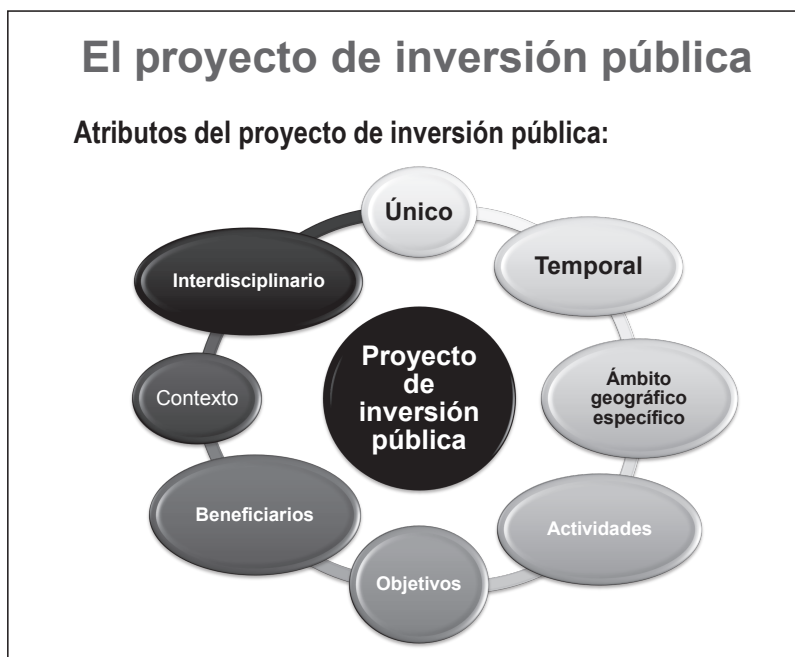 El proyecto de inversión pública
Atributos del proyecto de inversión pública:
Único
Temporal
Ámbito
geográfico
específico
Actividades
Objetivos
Beneficiarios
Contexto
Interdisciplinario
Proyecto
de
inversión
pública